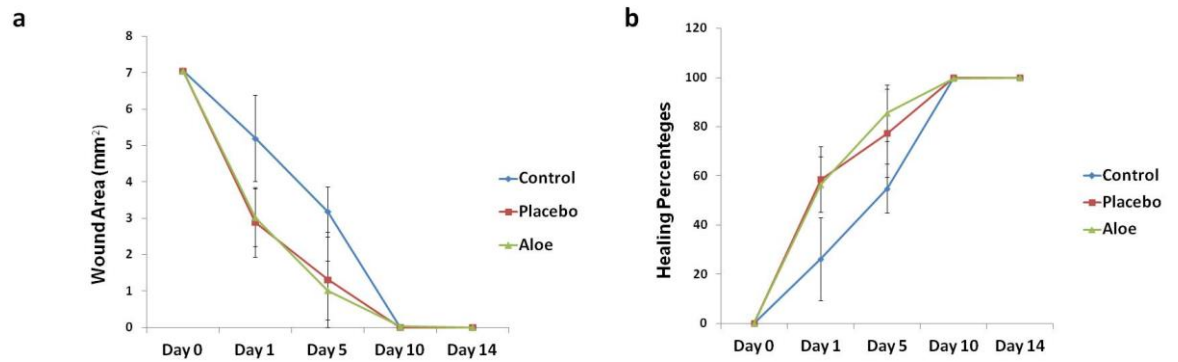 a
8
7
6
5
4
3
2
1
0
Wound Area (mm²)
Day 0 Day 1 Day 5 Day 10 Day 14
Control
Placebo
Aloe
b
120
100
80
60
40
20
0
Healing Percenteges
Day 0 Day 1 Day 5 Day 10 Day 14
Control
Placebo
Aloe